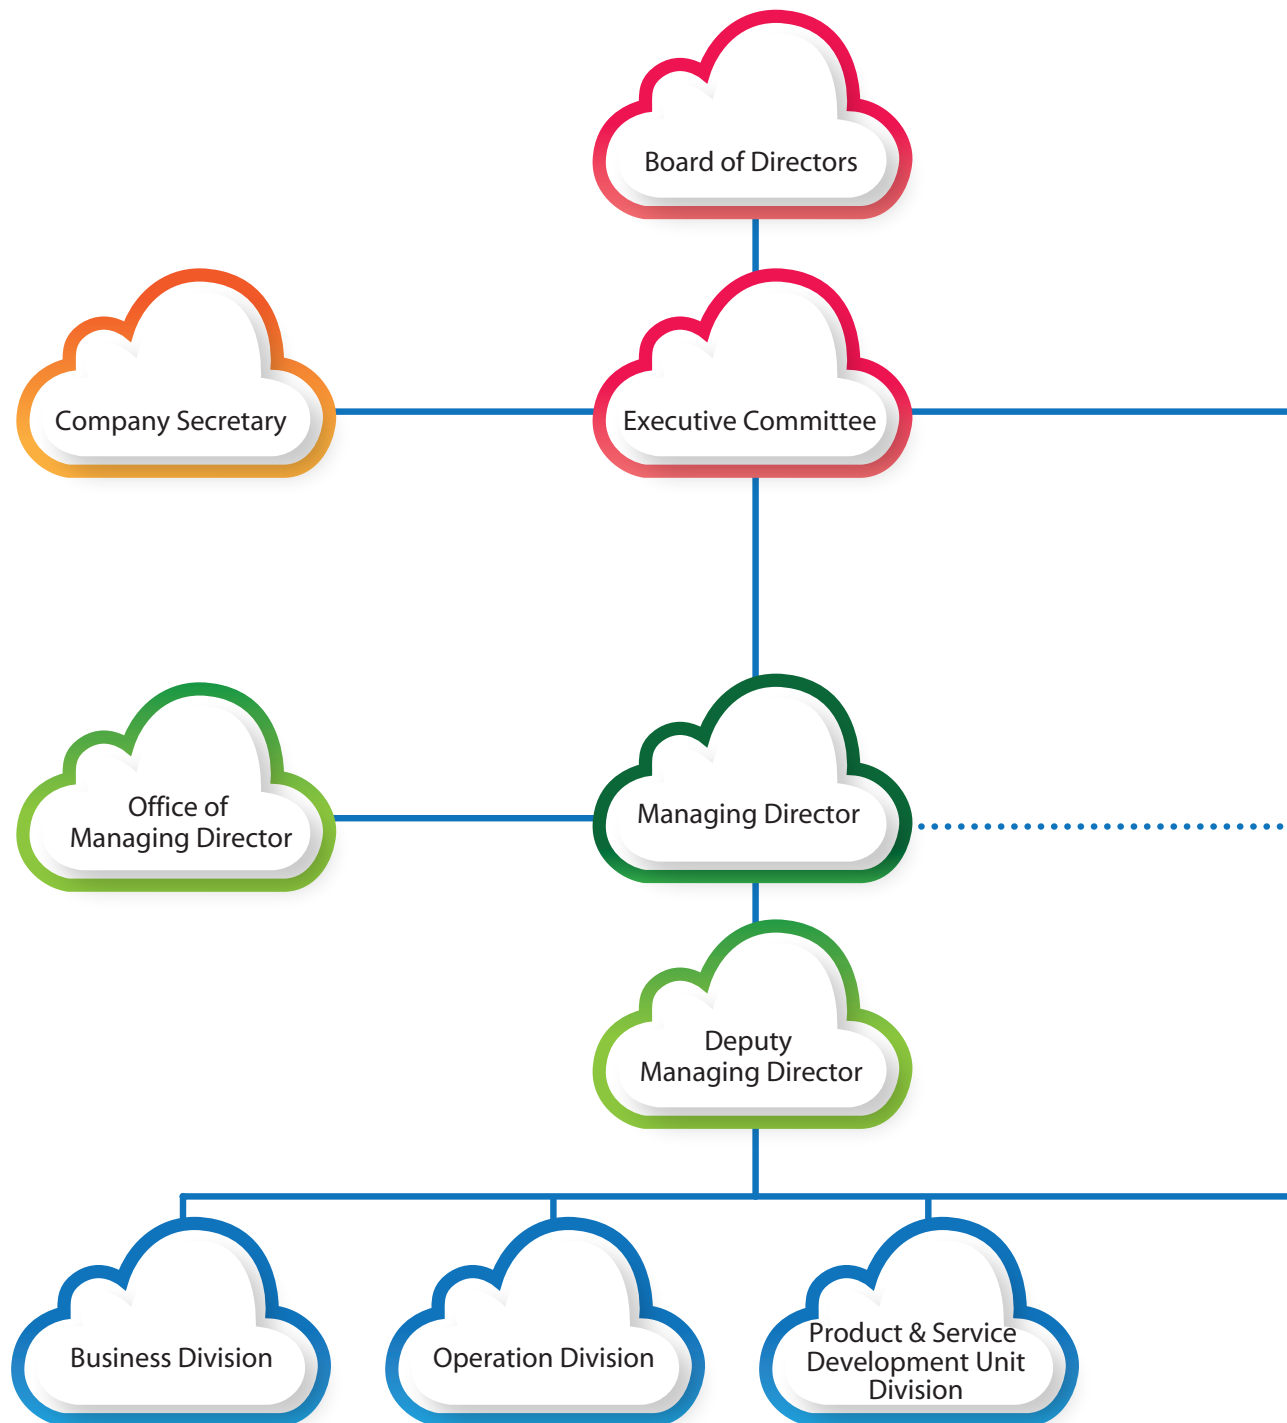 Board of Directors
Company Secretary
Executive Committee
Office of
Managing Director
Managing Director
Deputy
Managing Director
Business Division
Operation Division
Product & Service
Development Unit
Division